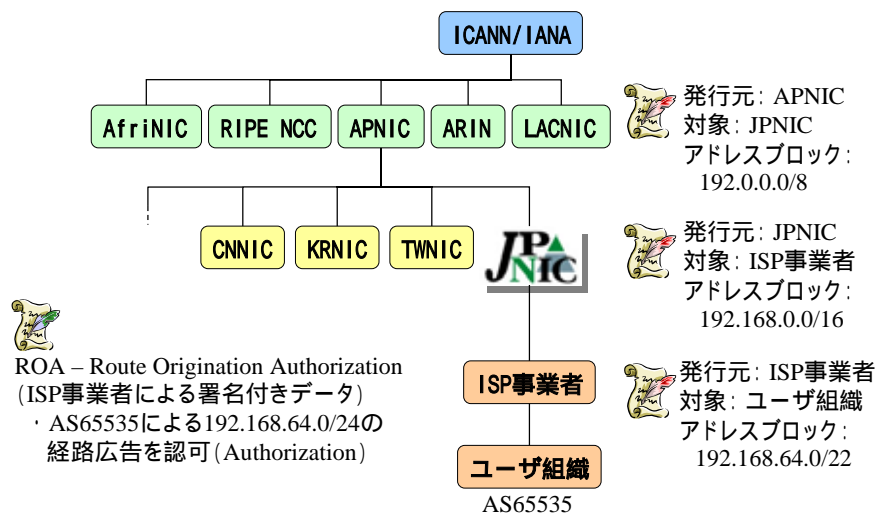 ICANN/IANA
AfriNIC
RIPE NCC
APNIC
ARIN
LACNIC
CNNIC
KRNIC
TWNIC
JPNIC
ISP事業者
ユーザ組織
AS65535
発行元: APNIC
対象: JPNIC
アドレスブロック:
192.0.0.0/8
発行元: JPNIC
対象: ISP事業者
アドレスブロック:
192.168.0.0/16
発行元: ISP事業者
対象: ユーザ組織
アドレスブロック:
192.168.64.0/22
ROA – Route Origination Authorization
(ISP事業者による署名付きデータ)
・AS65535による192.168.64.0/24の
経路広告を認可(Authorization)